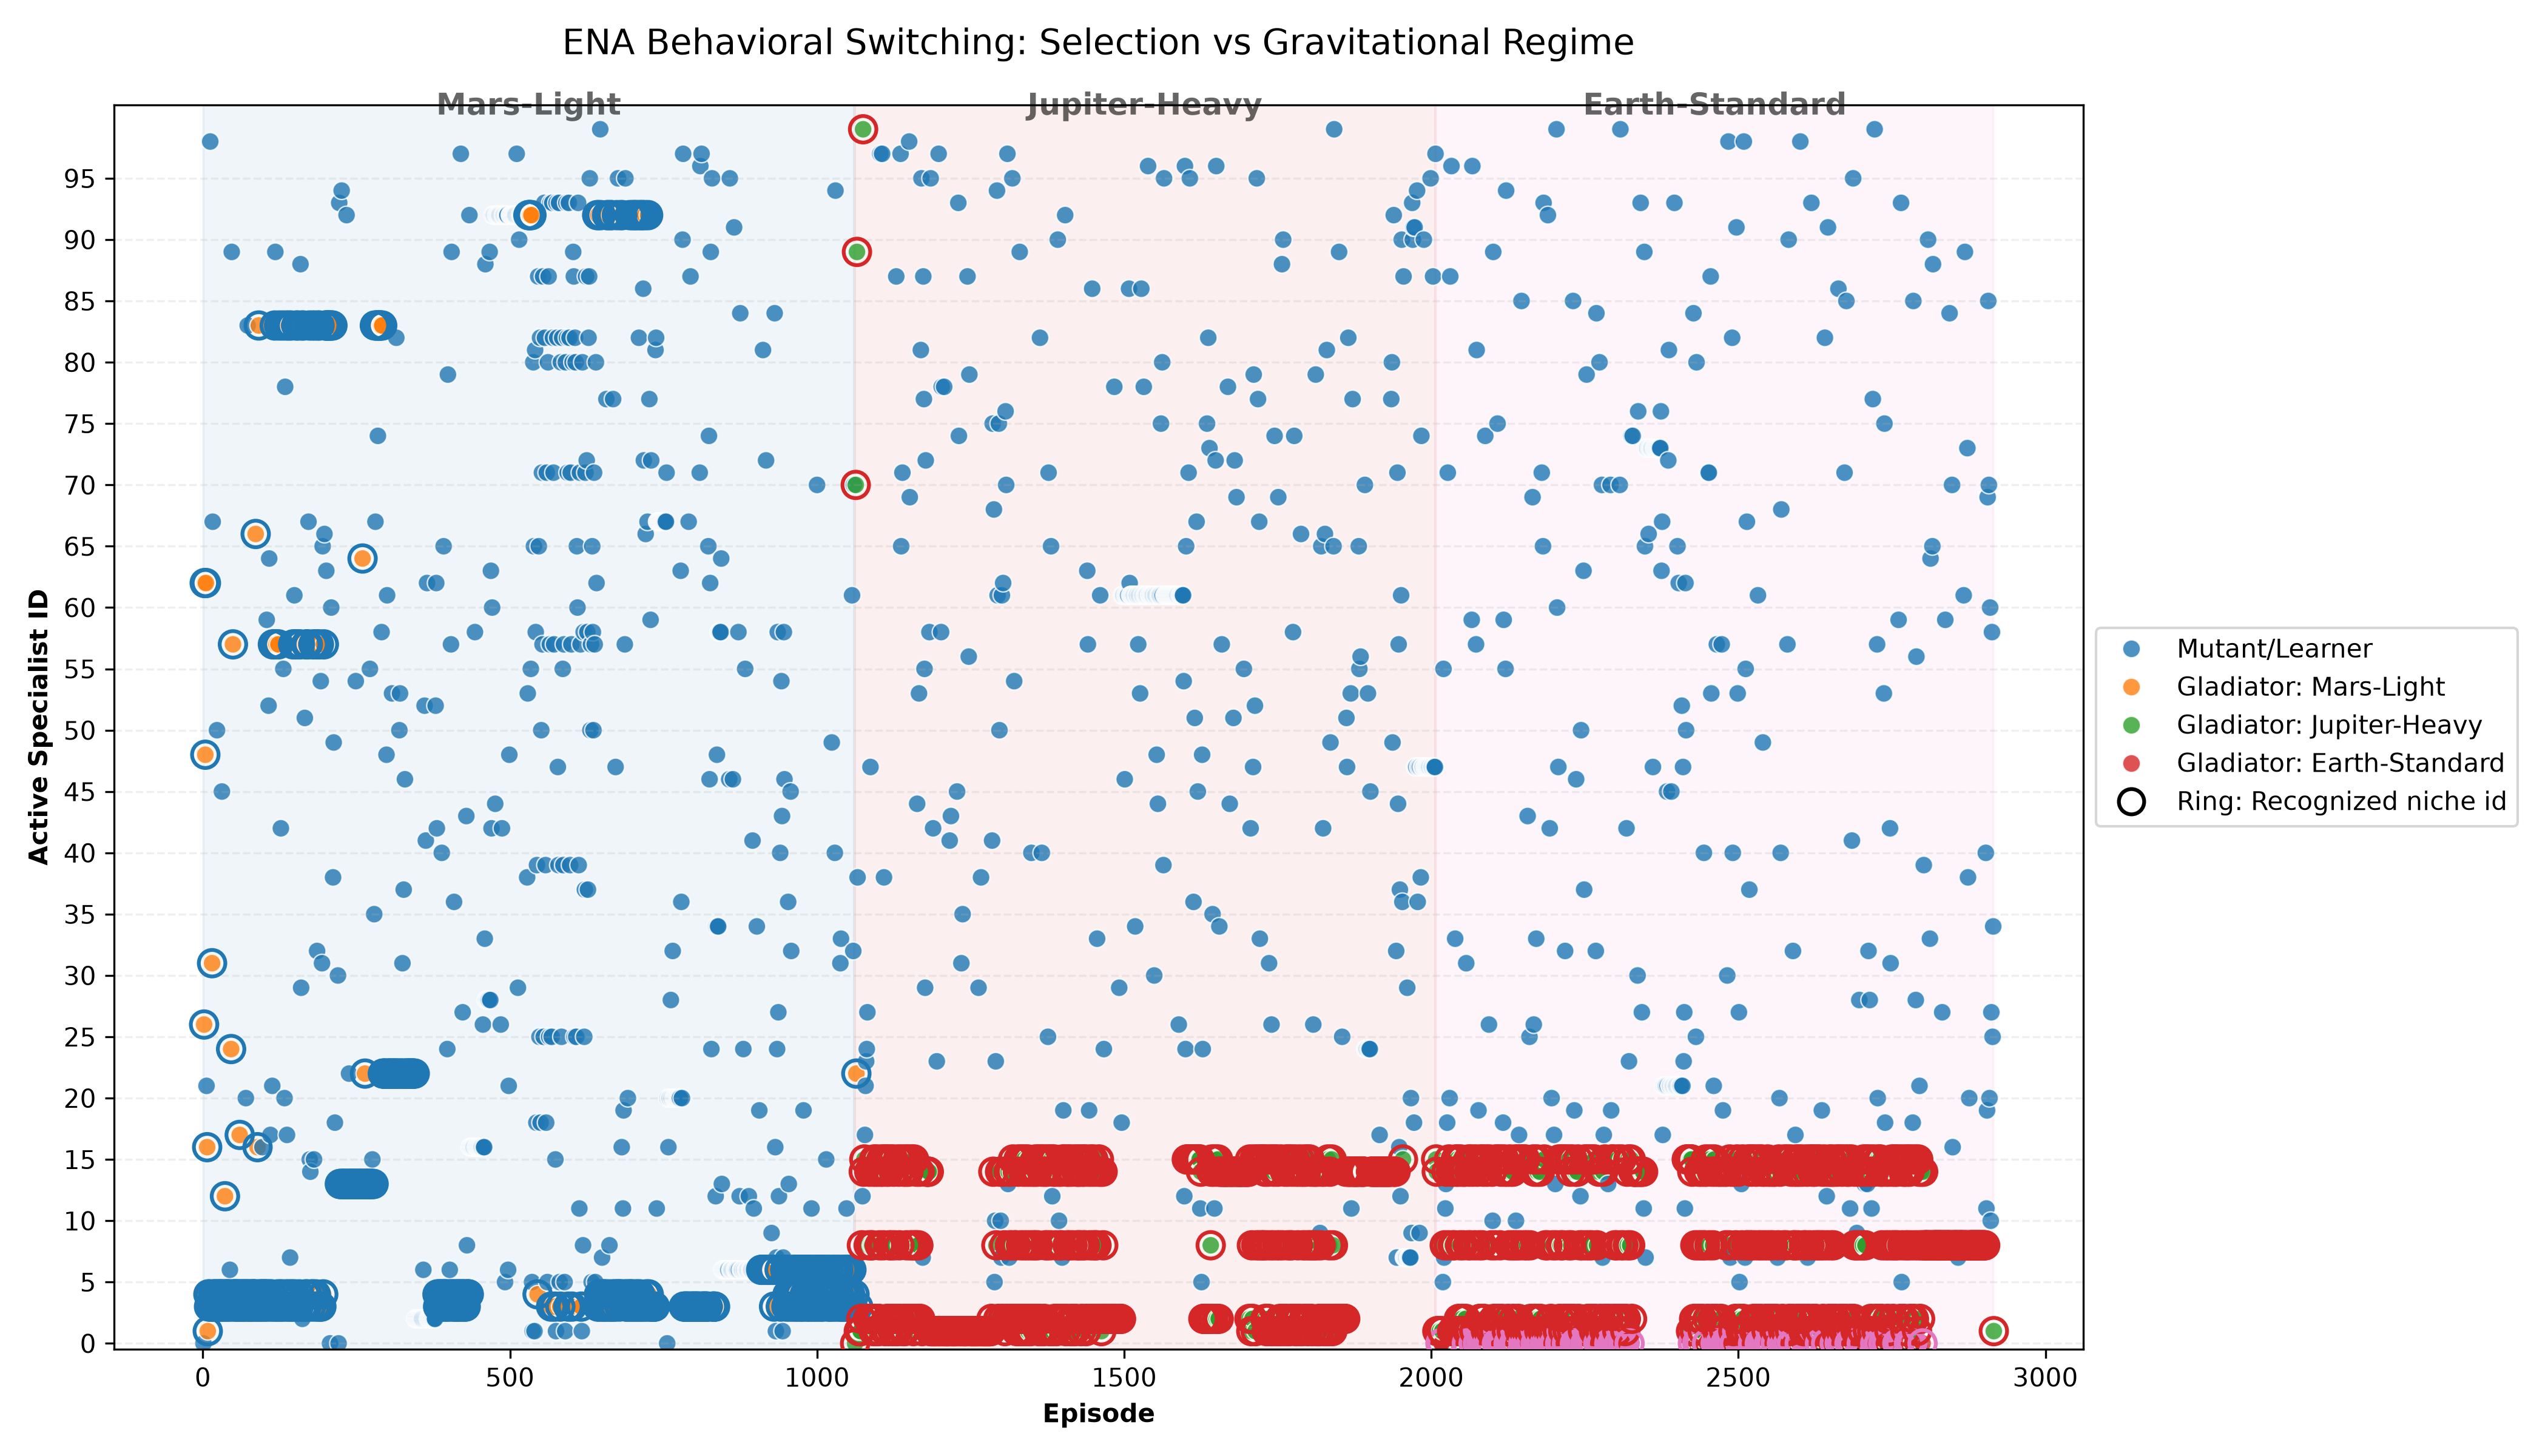 ENA Behavioral Switching: Selection vs Gravitational Regime
Mars-Light Jupiter-Heavy Earth-Standard
95
90
85
80
75
70
65
60
55
50
45
40
35
30
25
20
15
10
5
0
Active Specialist ID
0 500 1000 1500 2000 2500 3000
Episode
Mutant/Learner
Gladiator: Mars-Light
Gladiator: Jupiter-Heavy
Gladiator: Earth-Standard
Ring: Recognized niche id